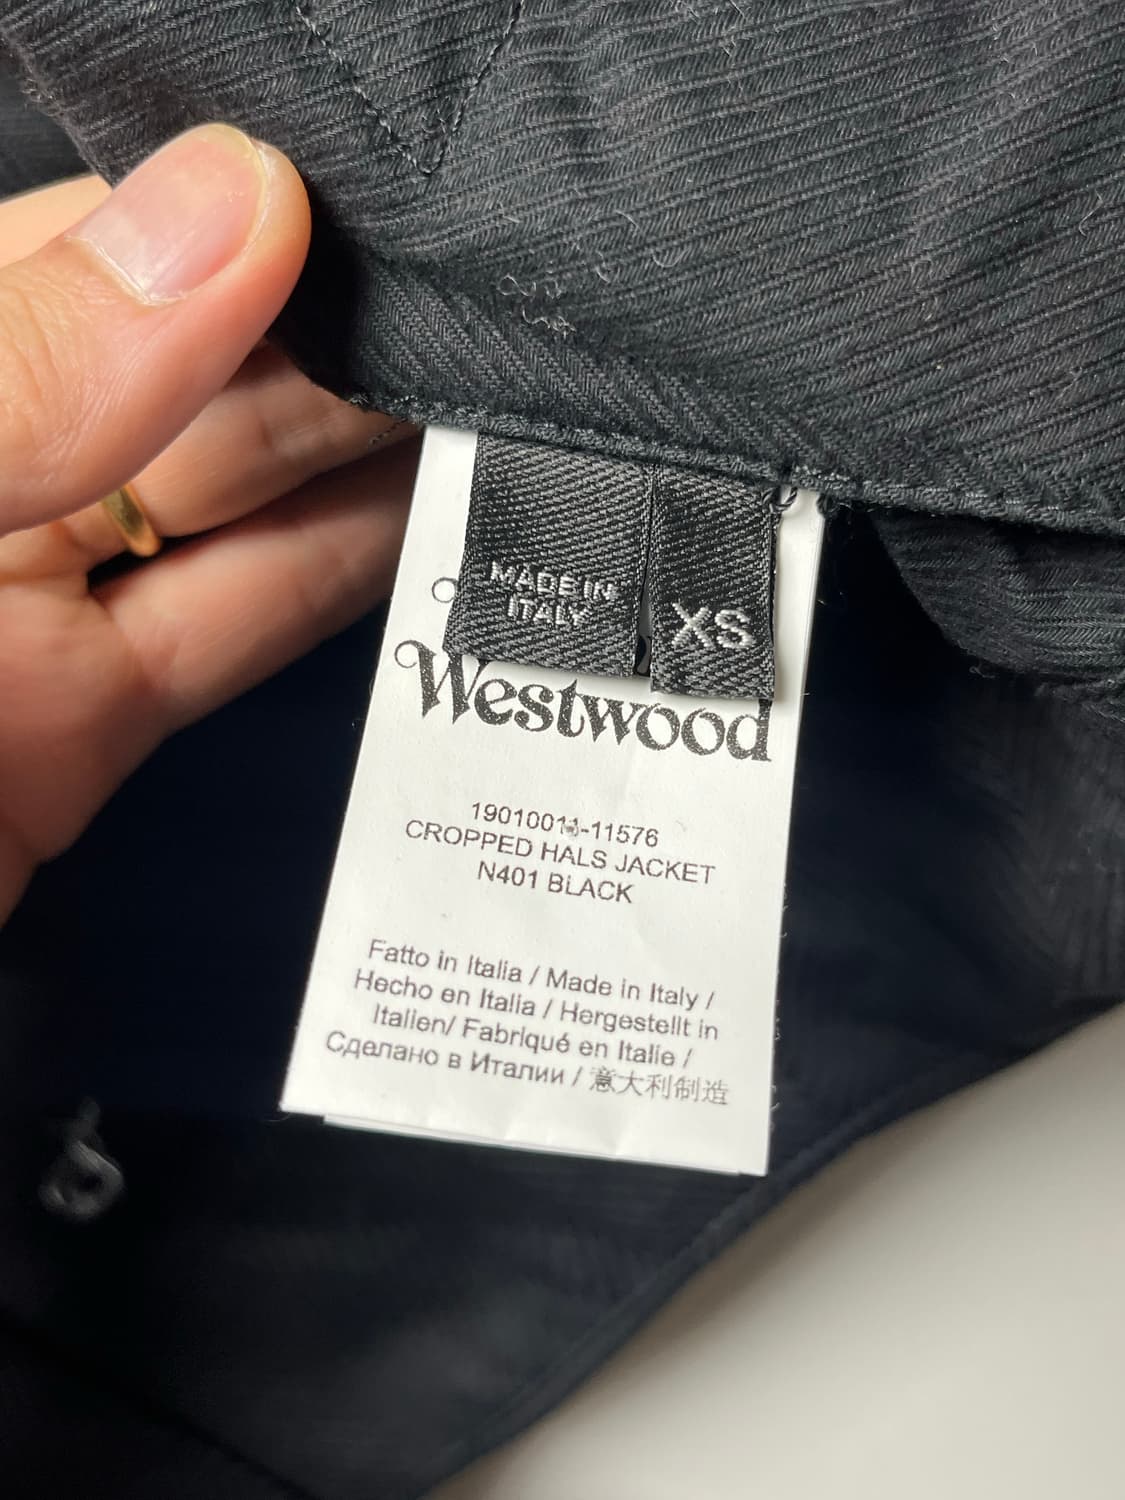 MADE IN
ITALY
XS
Westwood
19010011-11576
CROPPED HALS JACKET
N401 BLACK
Fatto in Italia / Made in Italy /
Hecho en Italia / Hergestellt in
Italien/ Fabriqué en Italie /
Сделано в Италии / 意大利制造